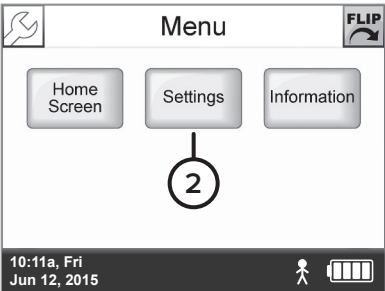 Menu
FLIP
Home
Screen
Settings
Information
2
10:11a, Fri
Jun 12, 2015